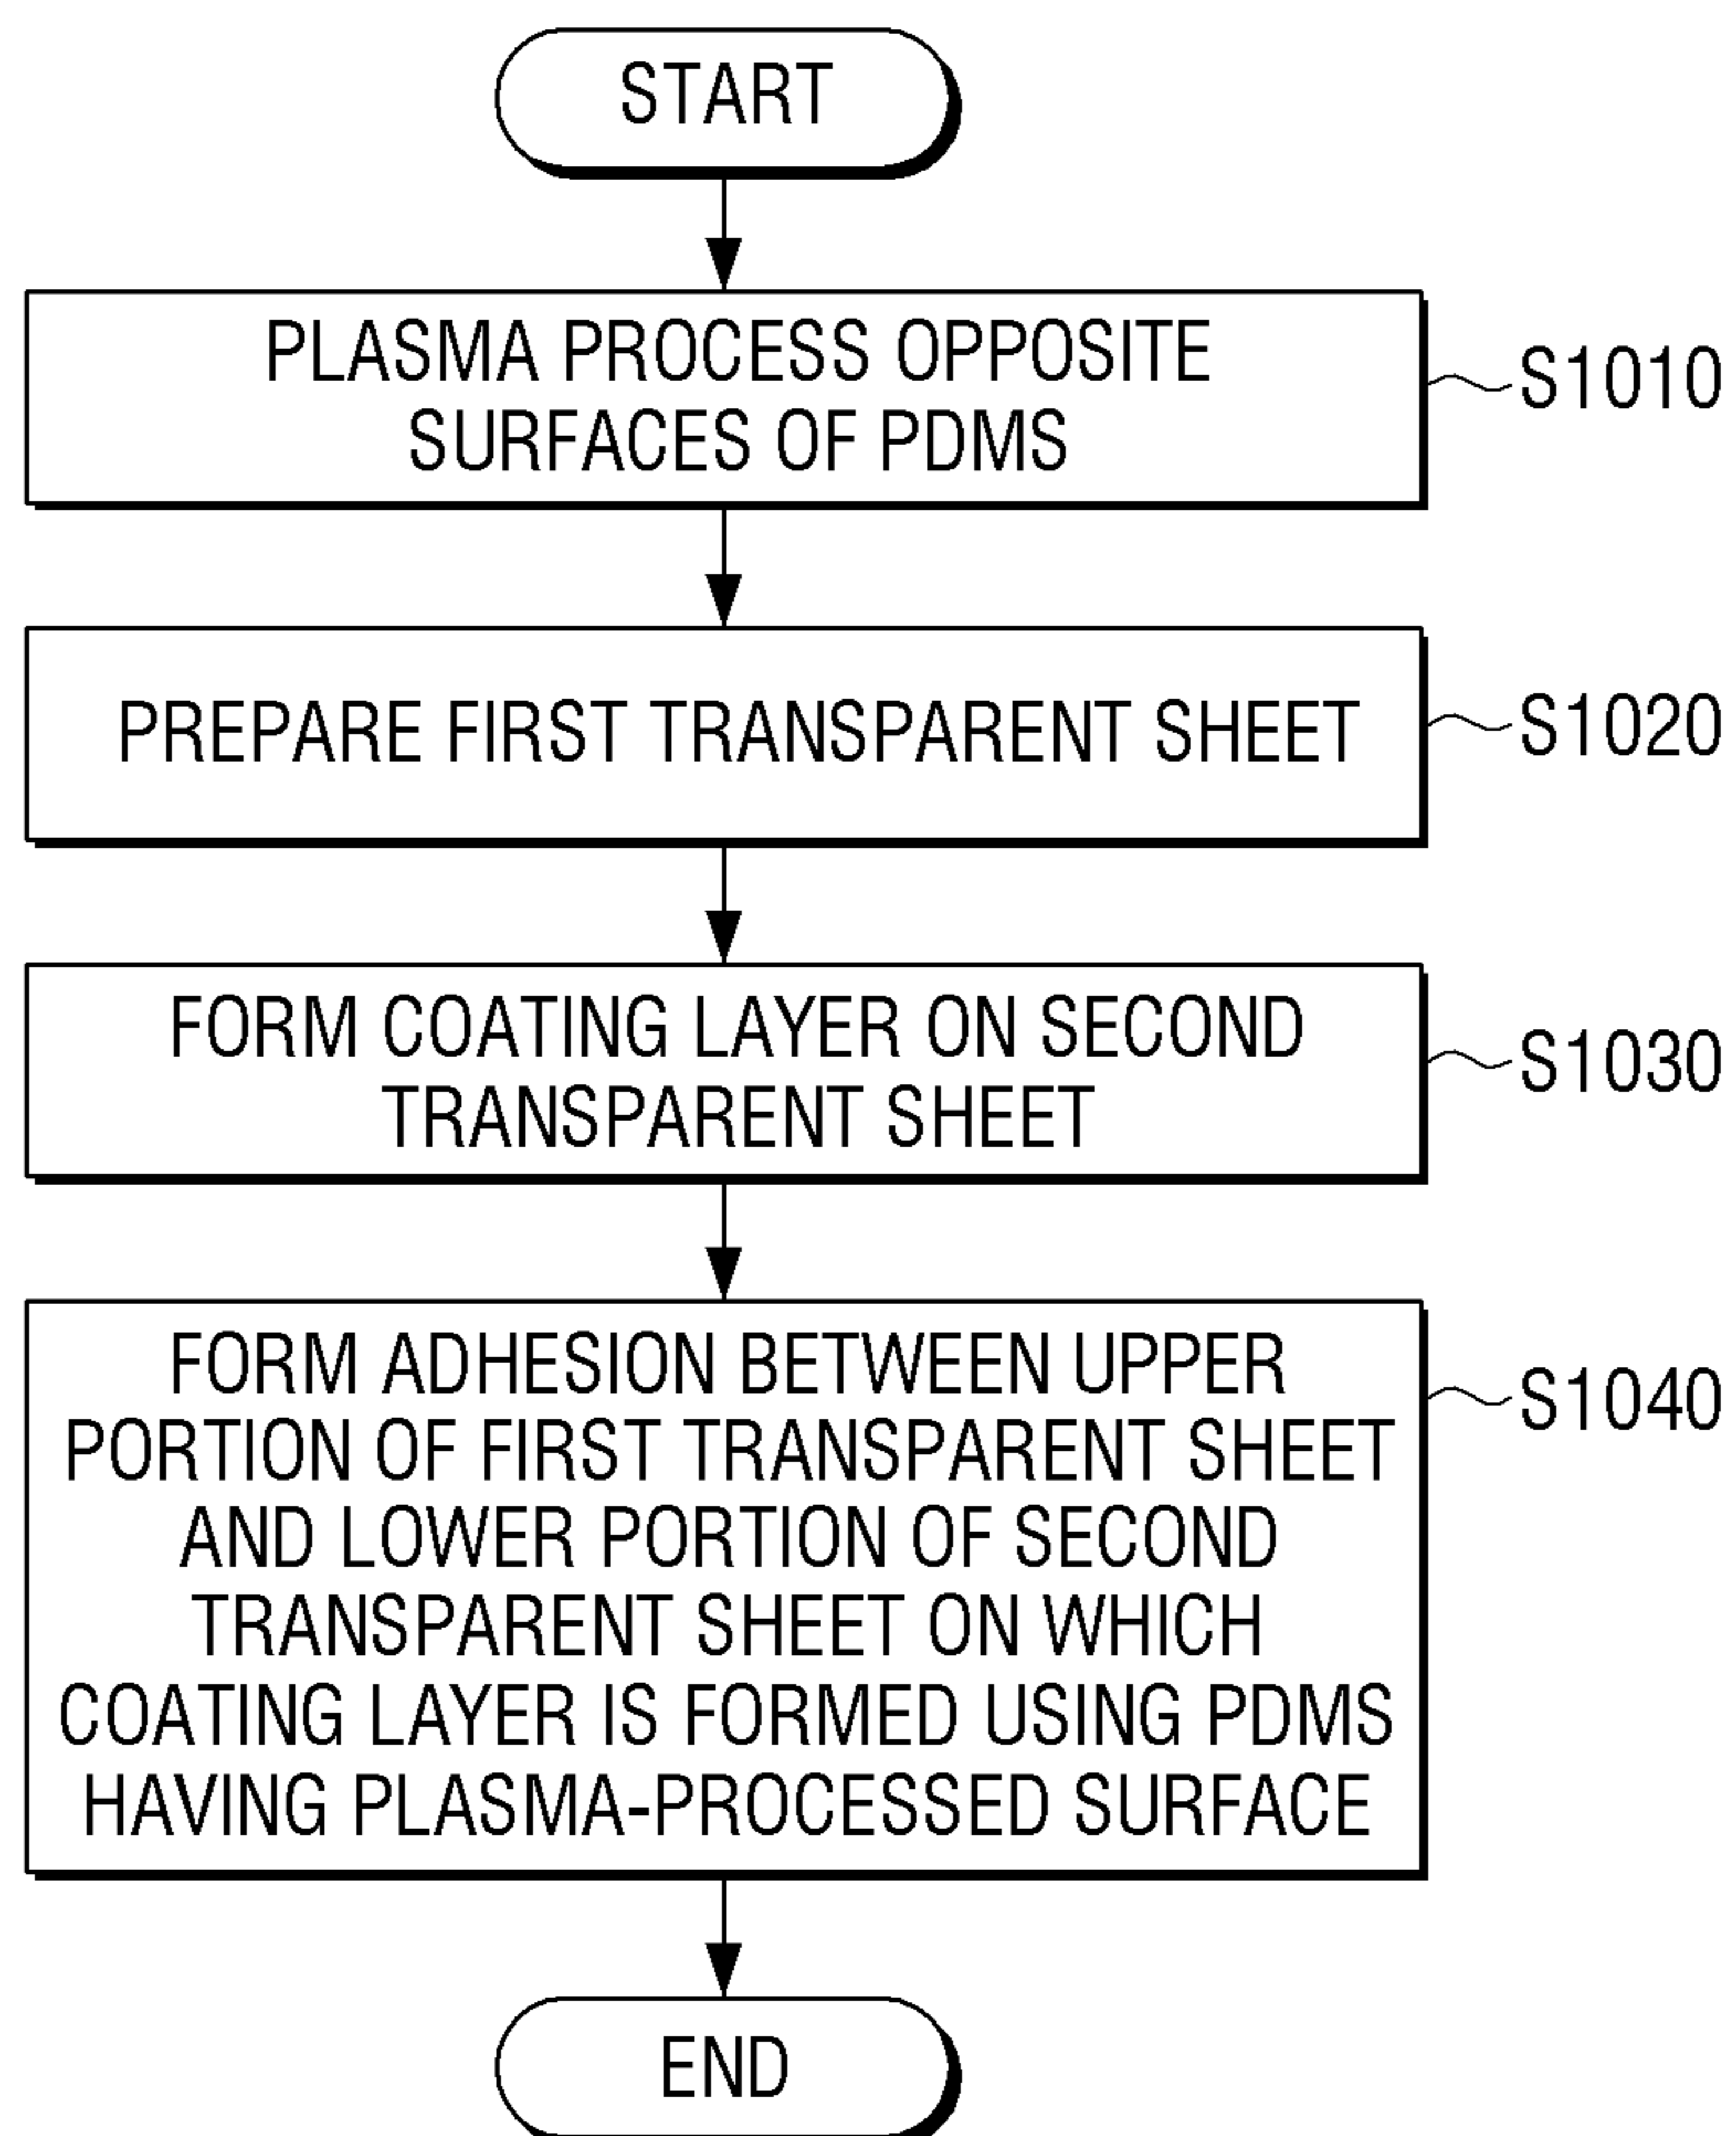 START
PLASMA PROCESS OPPOSITE
SURFACES OF PDMS
S1010
PREPARE FIRST TRANSPARENT SHEET
S1020
FORM COATING LAYER ON SECOND
TRANSPARENT SHEET
S1030
FORM ADHESION BETWEEN UPPER
PORTION OF FIRST TRANSPARENT SHEET
AND LOWER PORTION OF SECOND
TRANSPARENT SHEET ON WHICH
COATING LAYER IS FORMED USING PDMS
HAVING PLASMA-PROCESSED SURFACE
S1040
END